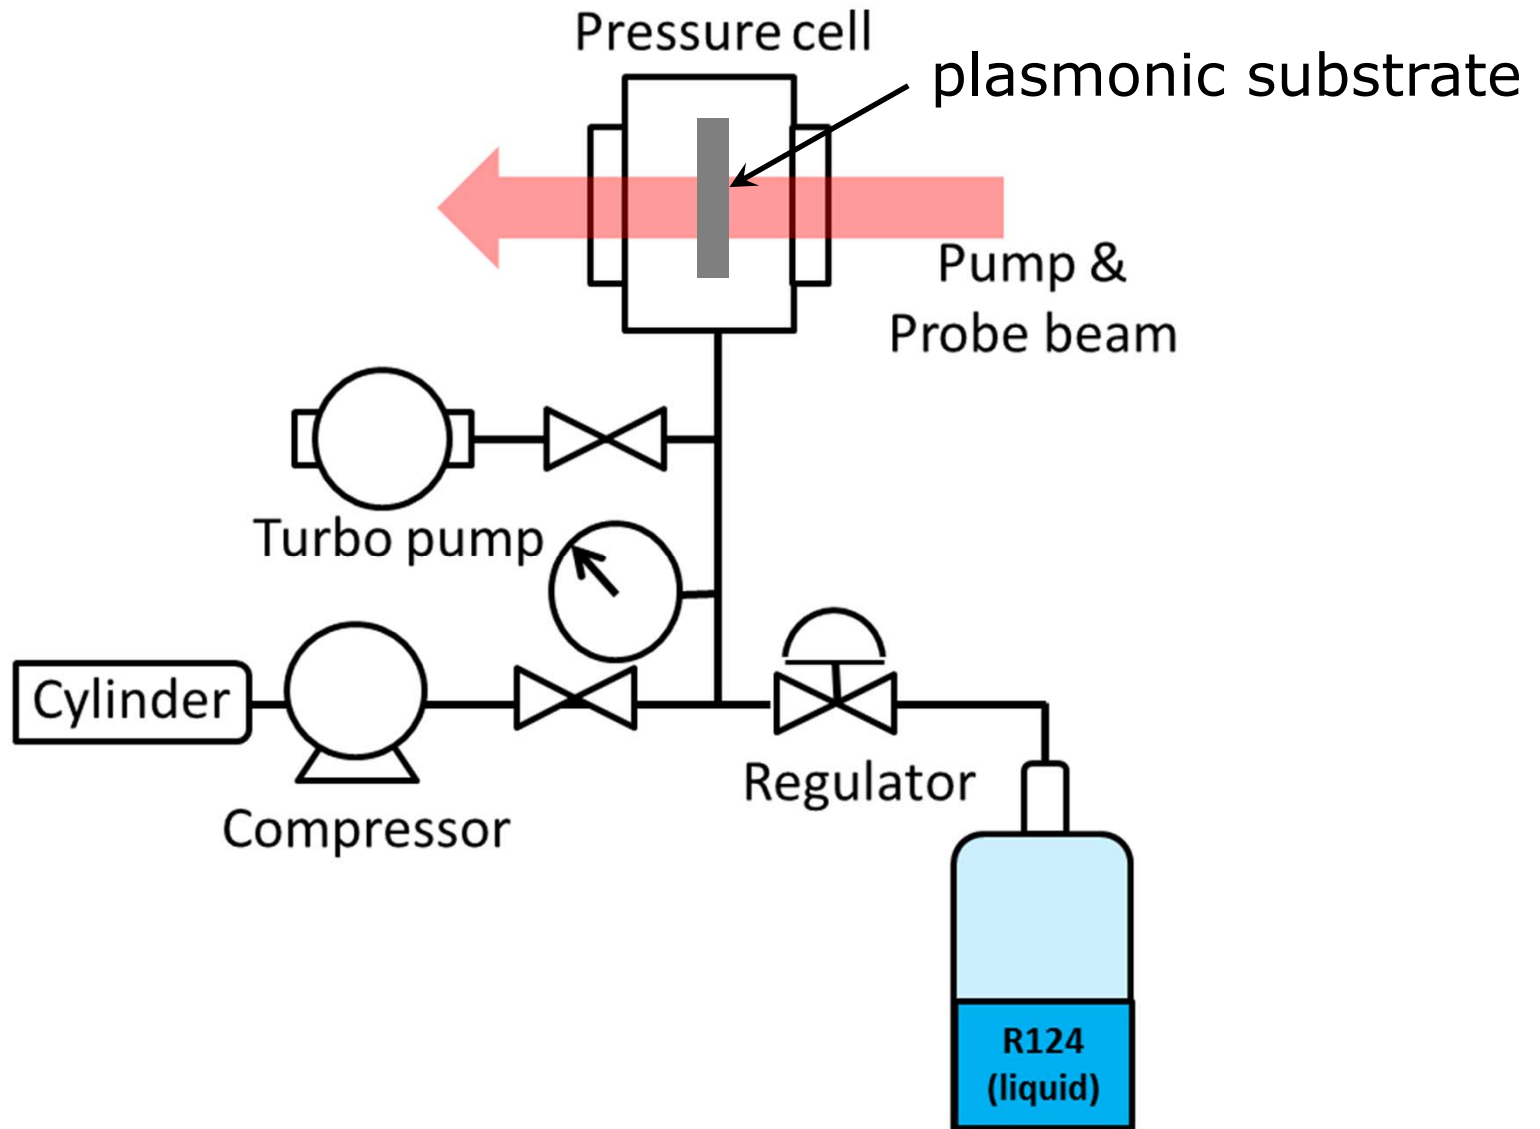 Pressure cell
plasmonic substrate
Pump &
Probe beam
Turbo pump
Cylinder
Compressor
Regulator
R124
(liquid)